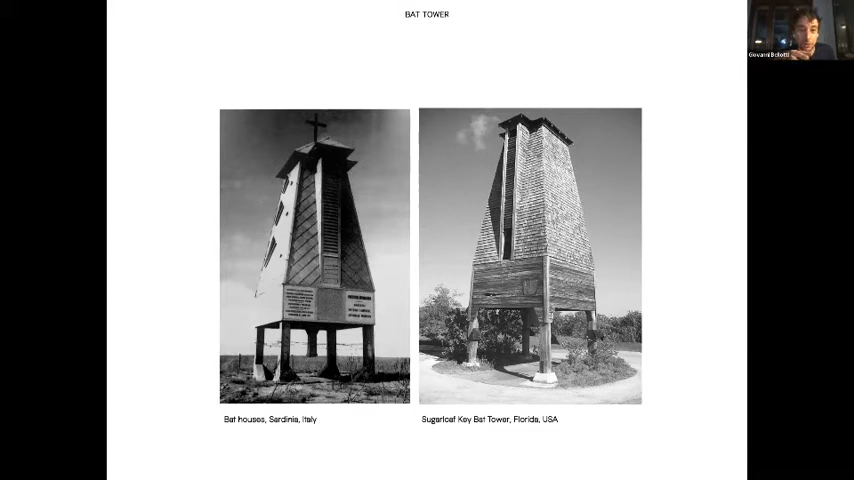 BAT TOWER
Giovanni Bellotti
Bat houses, Sardinia, Italy
Sugarloaf Key Bat Tower, Florida, USA